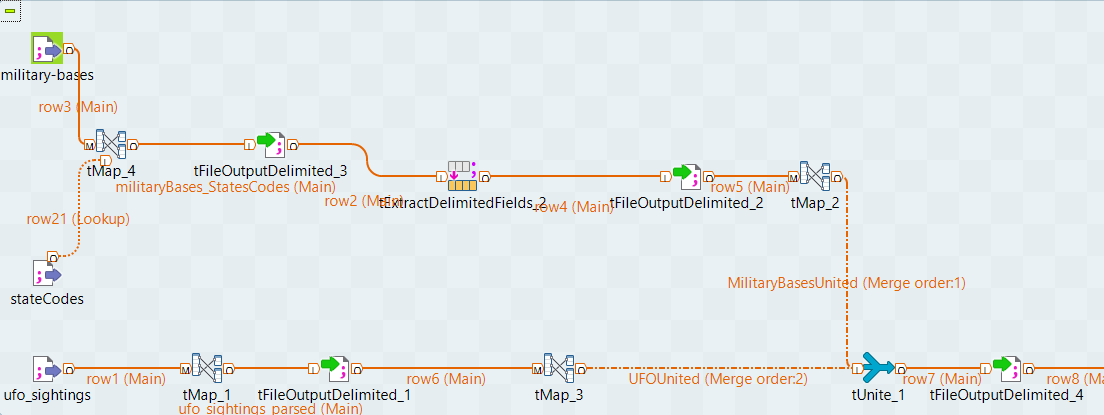 military-bases
row3 (Main)
tMap_4
tFileOutputDelimited_3
militaryBases_StatesCodes (Main)
row2 (Main)
tExtractDelimitedFields_2
row4 (Main)
tFileOutputDelimited_2
row5 (Main)
tMap_2
row21 (Lookup)
stateCodes
MilitaryBasesUnited (Merge order:1)
ufo_sightings
row1 (Main)
tMap_1
ufo_sightings_parsed (Main)
tFileOutputDelimited_1
row6 (Main)
tMap_3
UFOUnited (Merge order:2)
tUnite_1
row7 (Main)
tFileOutputDelimited_4
row8 (Main)